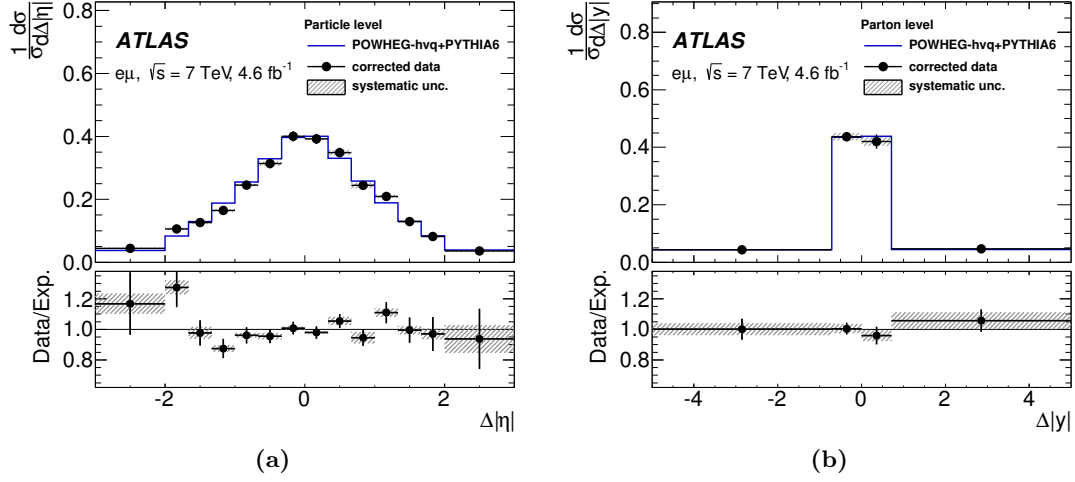 1/σ dσ/dΔ|η|
ATLAS
eμ, √s = 7 TeV, 4.6 fb⁻¹
Particle level
POWHEG-hvq+PYTHIA6
corrected data
systematic unc.
0.8
0.6
0.4
0.2
0.0
Data/Exp.
1.2
1.0
0.8
-2 0 2
Δ|η|
(a)
1/σ dσ/dΔ|y|
ATLAS
eμ, √s = 7 TeV, 4.6 fb⁻¹
Parton level
POWHEG-hvq+PYTHIA6
corrected data
systematic unc.
0.8
0.6
0.4
0.2
0.0
Data/Exp.
1.2
1.0
0.8
-4 -2 0 2 4
Δ|y|
(b)